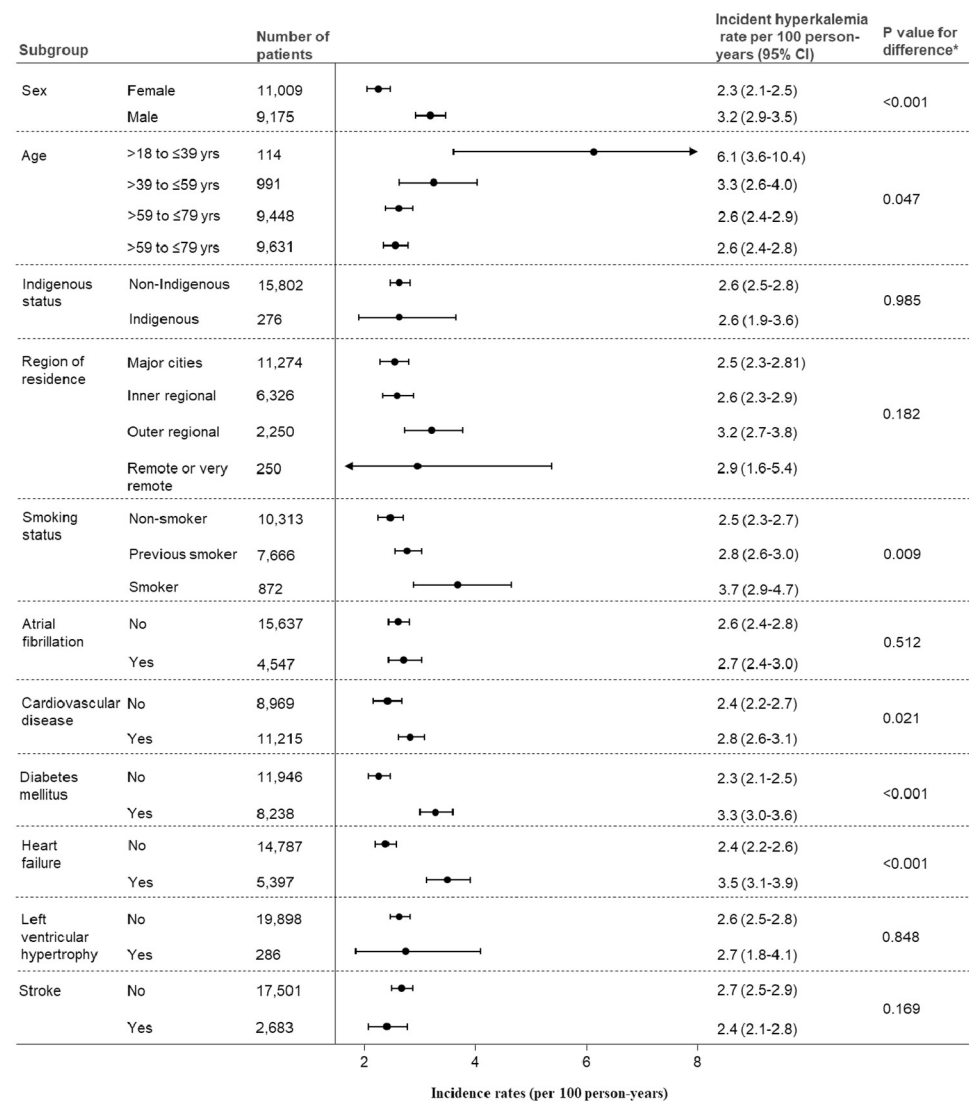 Subgroup Number of patients Incident hyperkalemia rate per 100 person-years (95% CI) P value for difference*
Sex Female 11,009 2.3 (2.1-2.5) <0.001
Male 9,175 3.2 (2.9-3.5)
Age >18 to ≤39 yrs 114 6.1 (3.6-10.4) 0.047
>39 to ≤59 yrs 991 3.3 (2.6-4.0)
>59 to ≤79 yrs 9,448 2.6 (2.4-2.9)
>59 to ≤79 yrs 9,631 2.6 (2.4-2.8)
Indigenous status Non-Indigenous 15,802 2.6 (2.5-2.8) 0.985
Indigenous 276 2.6 (1.9-3.6)
Region of residence Major cities 11,274 2.5 (2.3-2.81) 0.182
Inner regional 6,326 2.6 (2.3-2.9)
Outer regional 2,250 3.2 (2.7-3.8)
Remote or very remote 250 2.9 (1.6-5.4)
Smoking status Non-smoker 10,313 2.5 (2.3-2.7) 0.009
Previous smoker 7,666 2.8 (2.6-3.0)
Smoker 872 3.7 (2.9-4.7)
Atrial fibrillation No 15,637 2.6 (2.4-2.8) 0.512
Yes 4,547 2.7 (2.4-3.0)
Cardiovascular disease No 8,969 2.4 (2.2-2.7) 0.021
Yes 11,215 2.8 (2.6-3.1)
Diabetes mellitus No 11,946 2.3 (2.1-2.5) <0.001
Yes 8,238 3.3 (3.0-3.6)
Heart failure No 14,787 2.4 (2.2-2.6) <0.001
Yes 5,397 3.5 (3.1-3.9)
Left ventricular hypertrophy No 19,898 2.6 (2.5-2.8) 0.848
Yes 286 2.7 (1.8-4.1)
Stroke No 17,501 2.7 (2.5-2.9) 0.169
Yes 2,683 2.4 (2.1-2.8)
2 4 6 8
Incidence rates (per 100 person-years)